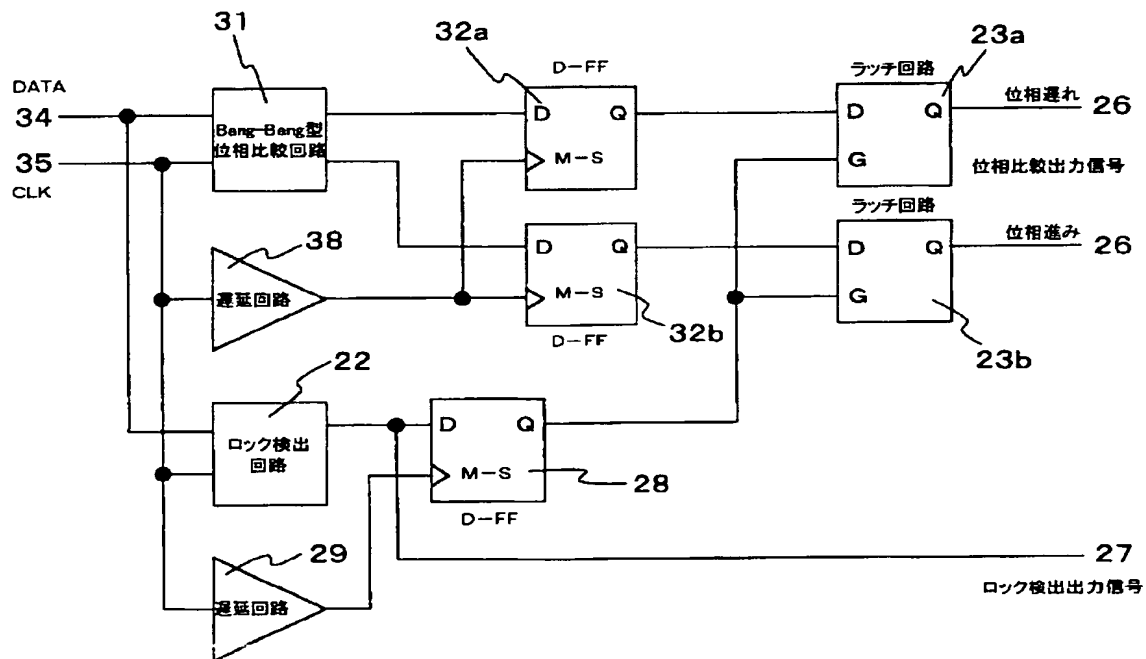 31
32a
23a
D-FF
ラッチ回路
DATA
34
Bang-Bang型
位相比較回路
D Q
M-S
D Q
G
位相遅れ 26
35
CLK
位相比較出力信号
ラッチ回路
38
遅延回路
D Q
M-S
D-FF
32b
D Q
G
位相進み 26
23b
22
ロック検出
回路
D Q
M-S
D-FF
28
29
遅延回路
27
ロック検出出力信号